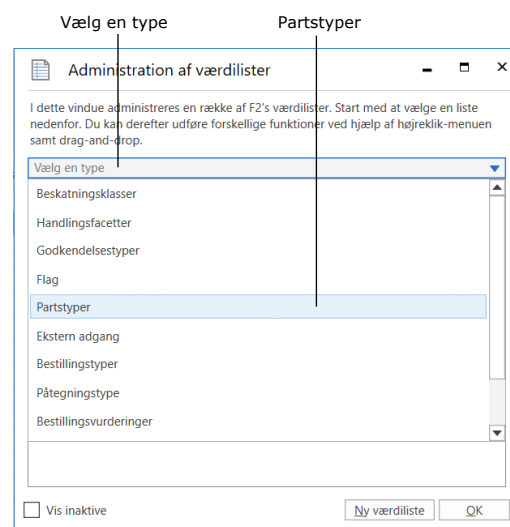 Vælg en type Partstyper
Administration af værdilister
I dette vindue administreres en række af F2's værdilister. Start med at vælge en liste
nedenfor. Du kan derefter udføre forskellige funktioner ved hjælp af højreklik-menuen
samt drag-and-drop.
Vælg en type
Beskatningsklasser
Handlingsfacetter
Godkendelsestyper
Flag
Partstyper
Ekstern adgang
Bestillingstyper
Påtegningstype
Bestillingsvurderinger
Vis inaktive Ny værdiliste OK